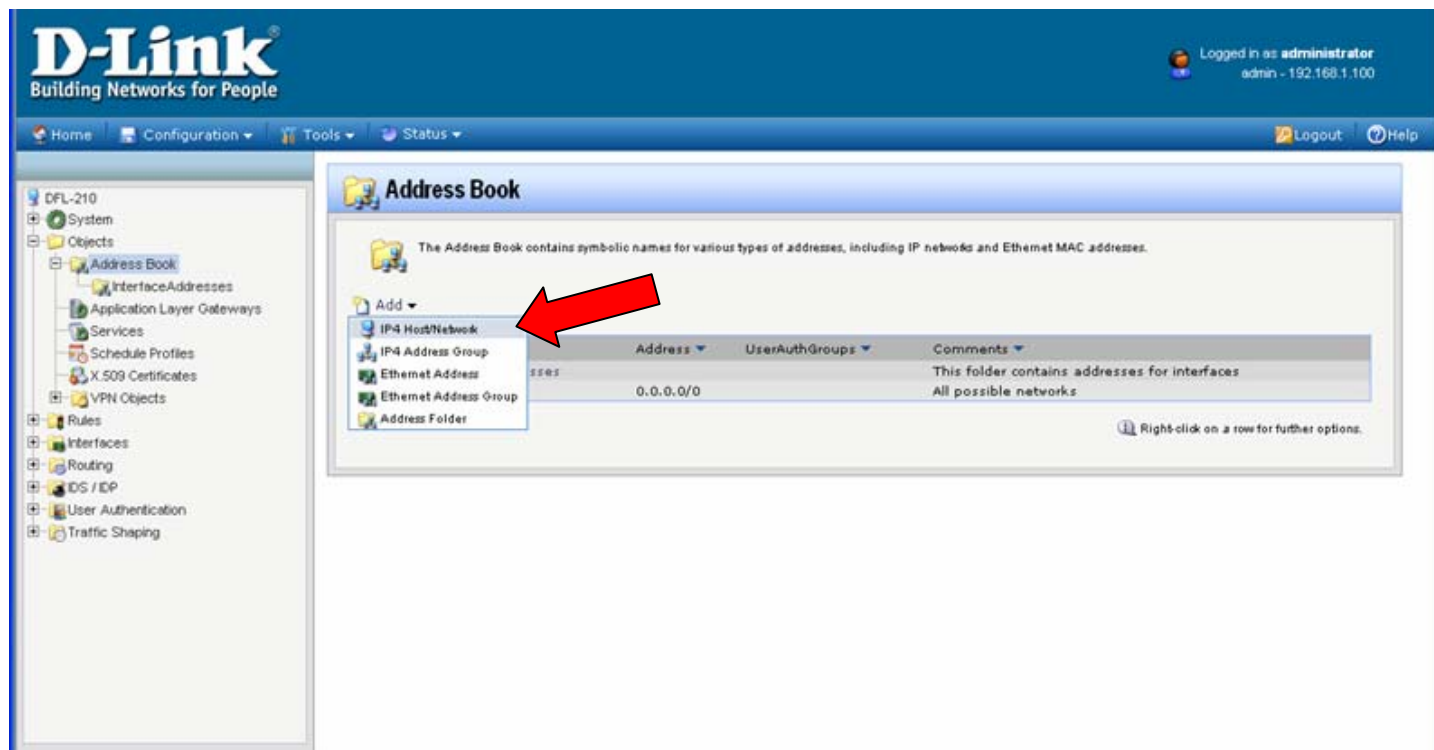 D-Link®
Building Networks for People
Logged in as administrator
admin - 192.168.1.100
Home Configuration Tools Status Logout Help
DFL-210
System
Objects
Address Book
InterfaceAddresses
Application Layer Gateways
Services
Schedule Profiles
X.509 Certificates
VPN Objects
Rules
Interfaces
Routing
IDS / IDP
User Authentication
Traffic Shaping
Address Book
The Address Book contains symbolic names for various types of addresses, including IP networks and Ethernet MAC addresses.
Add
IP4 Host/Network
IP4 Address Group
Ethernet Address
Ethernet Address Group
Address Folder
Address UserAuthGroups Comments
sses This folder contains addresses for interfaces
0.0.0.0/0 All possible networks
Right-click on a row for further options.